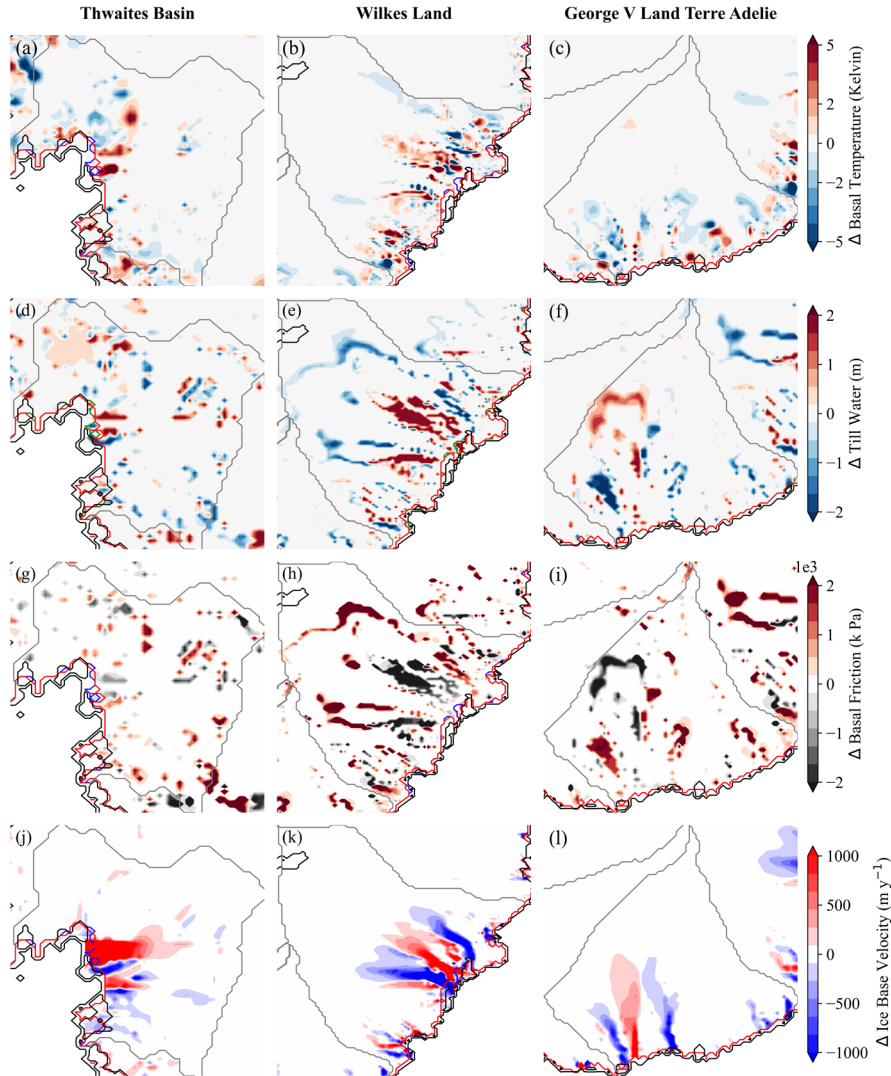 Thwaites Basin
Wilkes Land
George V Land Terre Adelie
(a)
(b)
(c)
5
2
0
−2
−5
Δ Basal Temperature (Kelvin)
(d)
(e)
(f)
2
1
0
−1
−2
Δ Till Water (m)
(g)
(h)
(i)
1e3
2
1
0
−1
−2
Δ Basal Friction (k Pa)
(j)
(k)
(l)
1000
500
0
−500
−1000
Δ Ice Base Velocity (m y⁻¹)